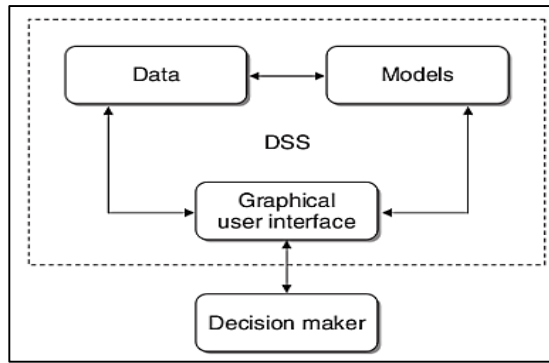 Data
Models
DSS
Graphical
user interface
Decision maker